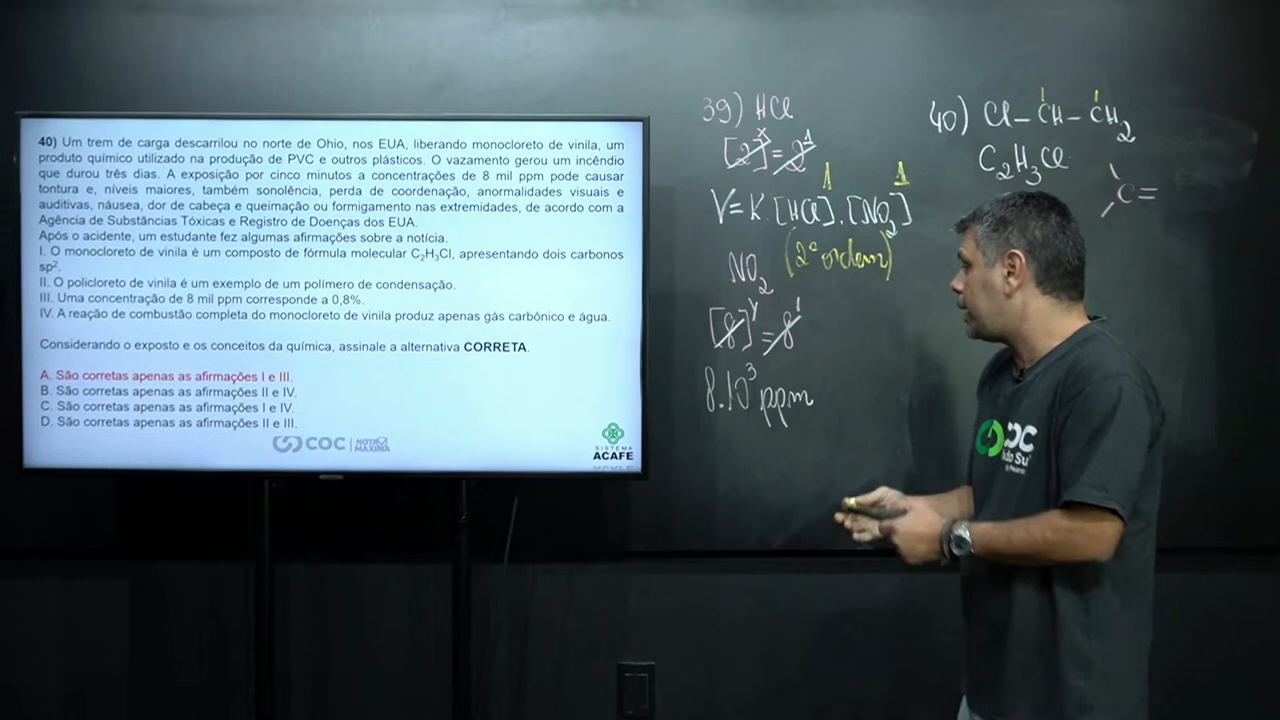 40) Um trem de carga descarrilou no norte de Ohio, nos EUA, liberando monocloreto de vinila, um
produto químico utilizado na produção de PVC e outros plásticos. O vazamento gerou um incêndio
que durou três dias. A exposição por cinco minutos a concentrações de 8 mil ppm pode causar
tontura e, níveis maiores, também sonolência, perda de coordenação, anormalidades visuais e
auditivas, náusea, dor de cabeça e queimação ou formigamento nas extremidades, de acordo com a
Agência de Substâncias Tóxicas e Registro de Doenças dos EUA.
Após o acidente, um estudante fez algumas afirmações sobre a notícia.
I. O monocloreto de vinila é um composto de fórmula molecular C₂H₃Cl, apresentando dois carbonos
sp².
II. O policloreto de vinila é um exemplo de um polímero de condensação.
III. Uma concentração de 8 mil ppm corresponde a 0,8%.
IV. A reação de combustão completa do monocloreto de vinila produz apenas gás carbônico e água.
Considerando o exposto e os conceitos da química, assinale a alternativa CORRETA.
A. São corretas apenas as afirmações I e III.
B. São corretas apenas as afirmações II e IV.
C. São corretas apenas as afirmações I e IV.
D. São corretas apenas as afirmações II e III.
COC | NOTA MÁXIMA
SISTEMA
ACAFE
39) HCl
[2]ˣ = 2¹
1 1
V = K.[HCl].[NO₂]
(2ª ordem)
NO₂
[8]ʸ = 8¹
8.10³ ppm
40) Cl – CH – CH₂
C₂H₃Cl
C =
COC